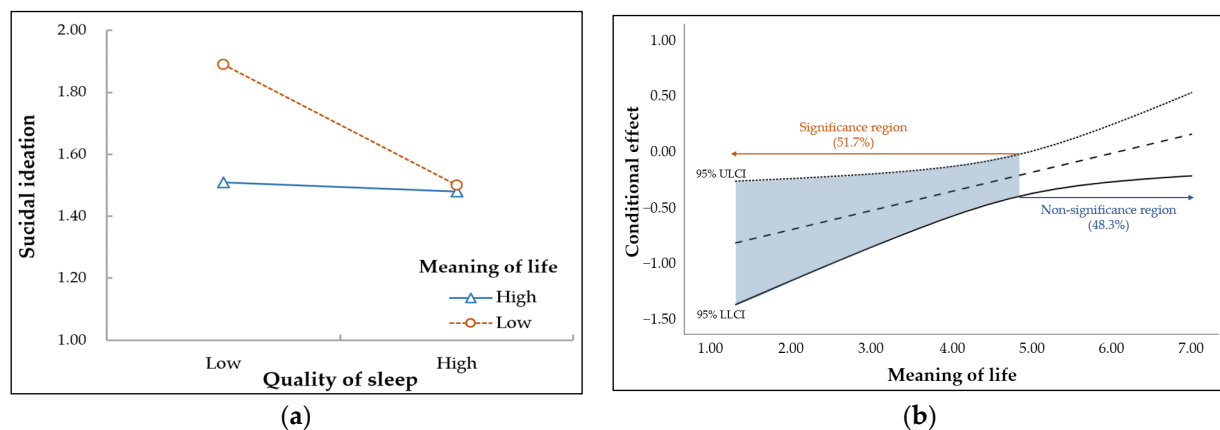 2.00
1.80
1.60
1.40
1.20
1.00
Sucidal ideation
Meaning of life
High
Low
Low
High
Quality of sleep
(a)
1.00
0.50
0.00
−0.50
−1.00
−1.50
Conditional effect
Significance region
(51.7%)
95% ULCI
Non-significance region
(48.3%)
95% LLCI
1.00 2.00 3.00 4.00 5.00 6.00 7.00
Meaning of life
(b)